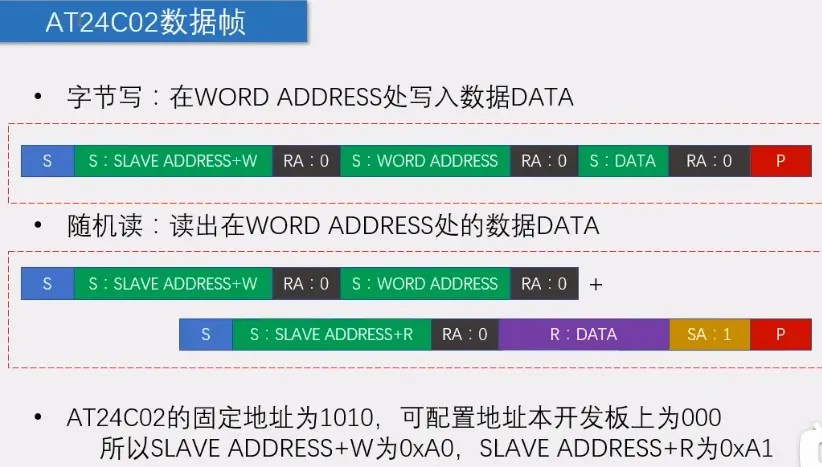 AT24C02数据帧
• 字节写：在WORD ADDRESS处写入数据DATA
S S：SLAVE ADDRESS+W RA：0 S：WORD ADDRESS RA：0 S：DATA RA：0 P
• 随机读：读出在WORD ADDRESS处的数据DATA
S S：SLAVE ADDRESS+W RA：0 S：WORD ADDRESS RA：0 +
S S：SLAVE ADDRESS+R RA：0 R：DATA SA：1 P
• AT24C02的固定地址为1010，可配置地址本开发板上为000
所以SLAVE ADDRESS+W为0xA0，SLAVE ADDRESS+R为0xA1